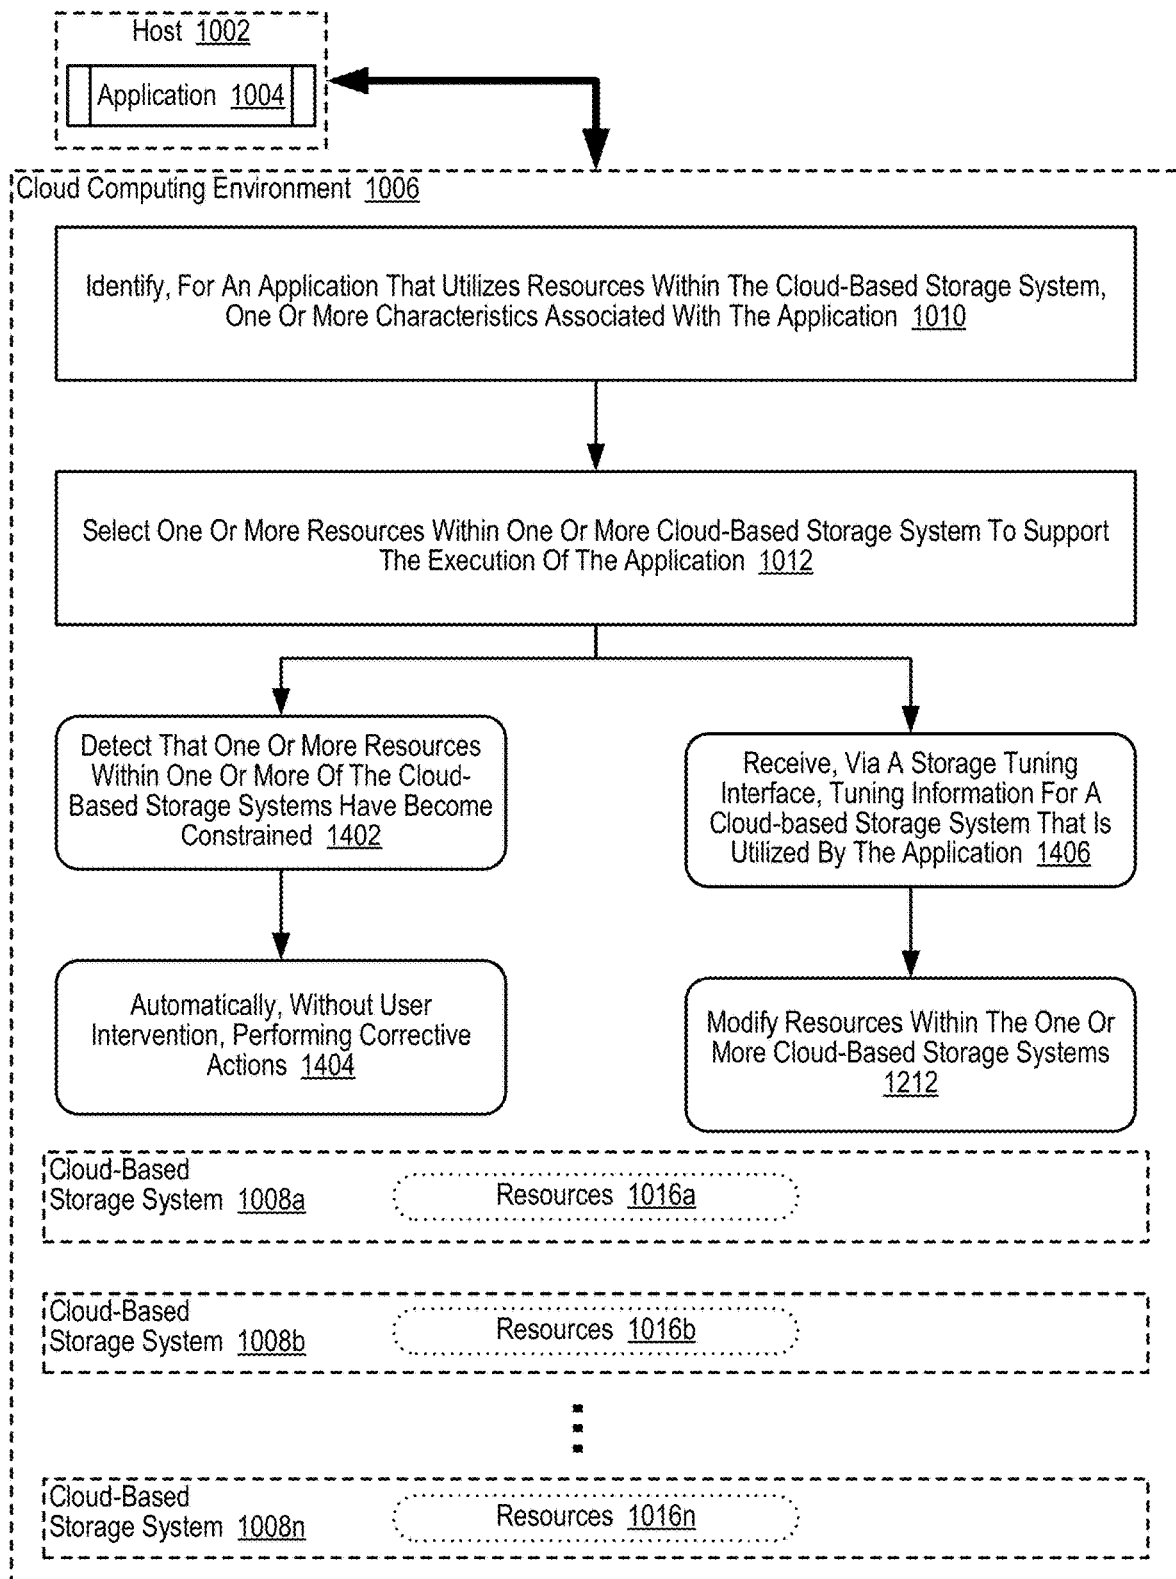 Host 1002
Application 1004
Cloud Computing Environment 1006
Identify, For An Application That Utilizes Resources Within The Cloud-Based Storage System,
One Or More Characteristics Associated With The Application 1010
Select One Or More Resources Within One Or More Cloud-Based Storage System To Support
The Execution Of The Application 1012
Detect That One Or More Resources
Within One Or More Of The Cloud-
Based Storage Systems Have Become
Constrained 1402
Receive, Via A Storage Tuning
Interface, Tuning Information For A
Cloud-based Storage System That Is
Utilized By The Application 1406
Automatically, Without User
Intervention, Performing Corrective
Actions 1404
Modify Resources Within The One Or
More Cloud-Based Storage Systems
1212
Cloud-Based
Storage System 1008a
Resources 1016a
Cloud-Based
Storage System 1008b
Resources 1016b
Cloud-Based
Storage System 1008n
Resources 1016n